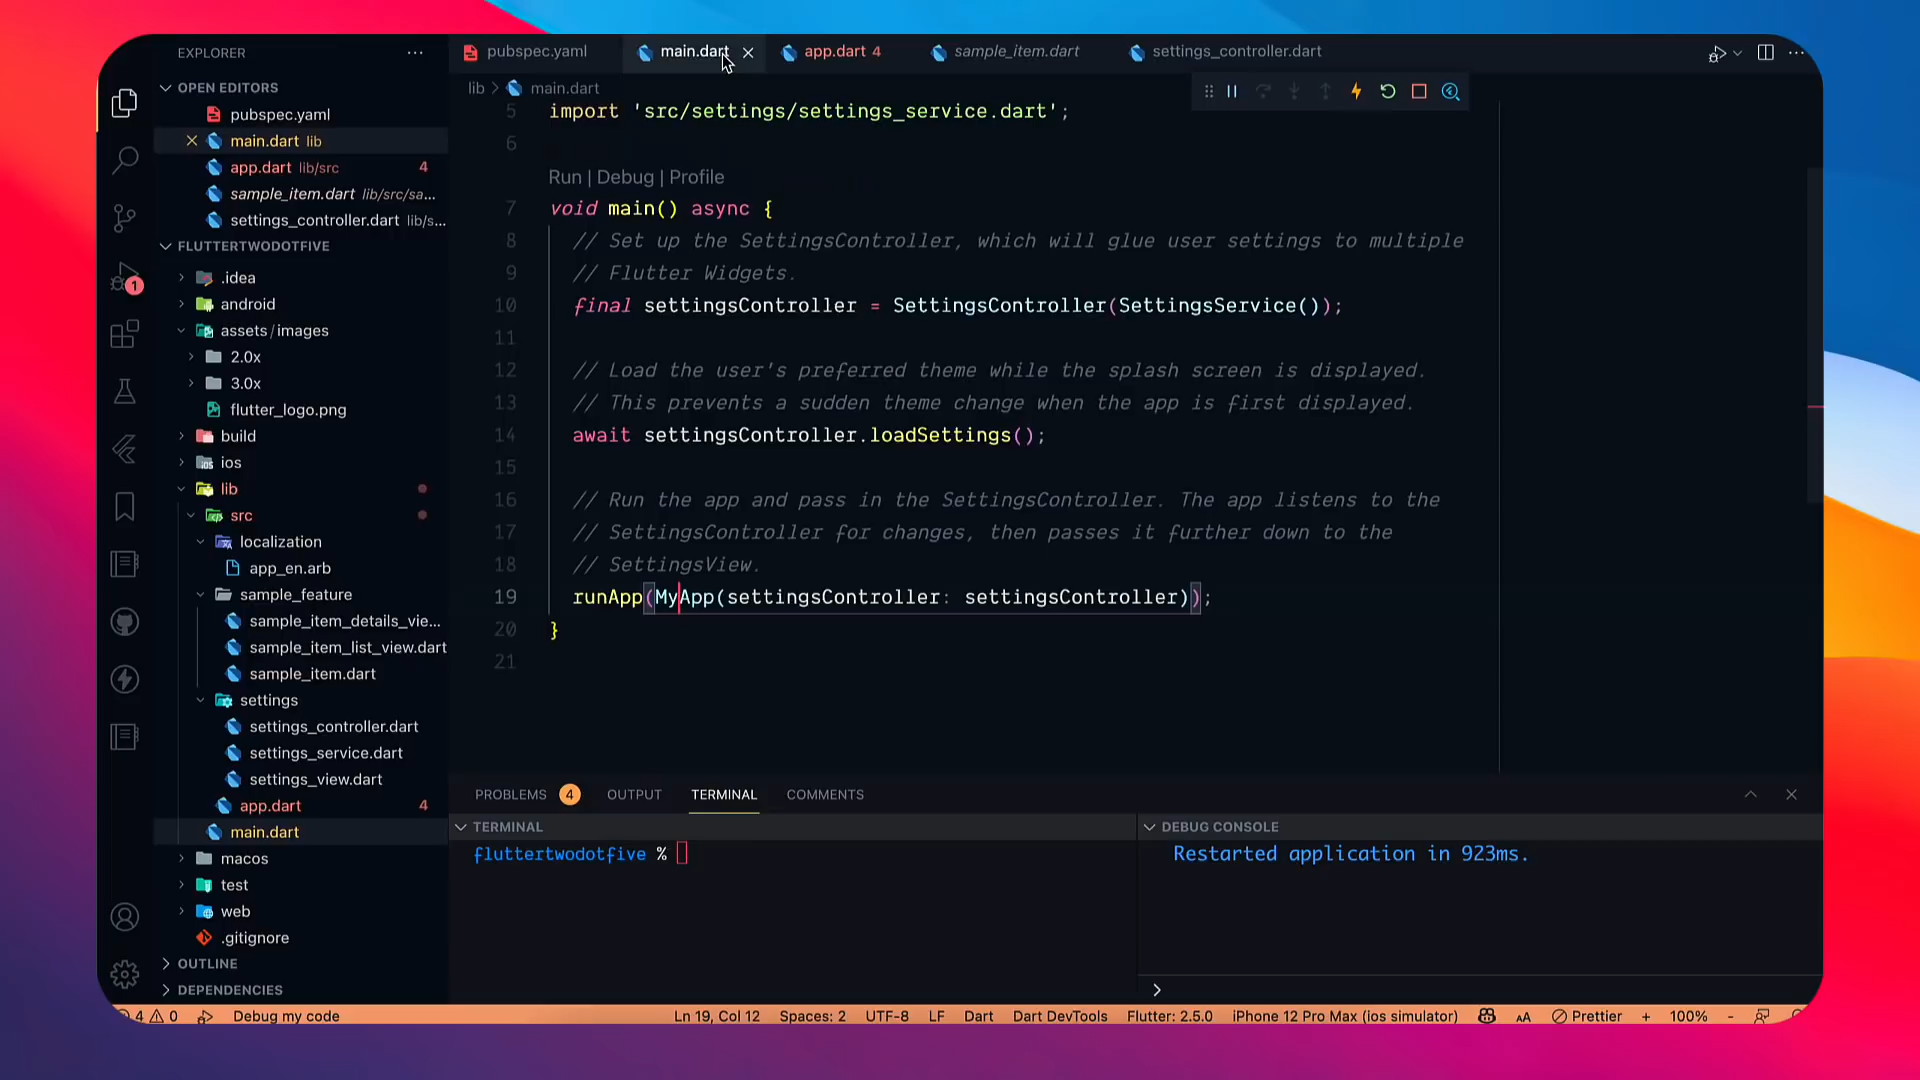 EXPLORER
OPEN EDITORS
pubspec.yaml
main.dart lib
app.dart lib/src 4
sample_item.dart lib/src/sa...
settings_controller.dart lib/s...
FLUTTERTWODOTFIVE
.idea
android
assets/images
2.0x
3.0x
flutter_logo.png
build
ios
lib
src
localization
app_en.arb
sample_feature
sample_item_details_vie...
sample_item_list_view.dart
sample_item.dart
settings
settings_controller.dart
settings_service.dart
settings_view.dart
app.dart 4
main.dart
macos
test
web
.gitignore
OUTLINE
DEPENDENCIES
1
pubspec.yaml main.dart app.dart 4 sample_item.dart settings_controller.dart
lib > main.dart
5 import 'src/settings/settings_service.dart';
6
Run | Debug | Profile
7 void main() async {
8 // Set up the SettingsController, which will glue user settings to multiple
9 // Flutter Widgets.
10 final settingsController = SettingsController(SettingsService());
11
12 // Load the user's preferred theme while the splash screen is displayed.
13 // This prevents a sudden theme change when the app is first displayed.
14 await settingsController.loadSettings();
15
16 // Run the app and pass in the SettingsController. The app listens to the
17 // SettingsController for changes, then passes it further down to the
18 // SettingsView.
19 runApp(MyApp(settingsController: settingsController));
20 }
21
PROBLEMS 4 OUTPUT TERMINAL COMMENTS
TERMINAL
fluttertwodotfive %
DEBUG CONSOLE
Restarted application in 923ms.
>
4 0 Debug my code Ln 19, Col 12 Spaces: 2 UTF-8 LF Dart Dart DevTools Flutter: 2.5.0 iPhone 12 Pro Max (ios simulator) AA Prettier + 100% -